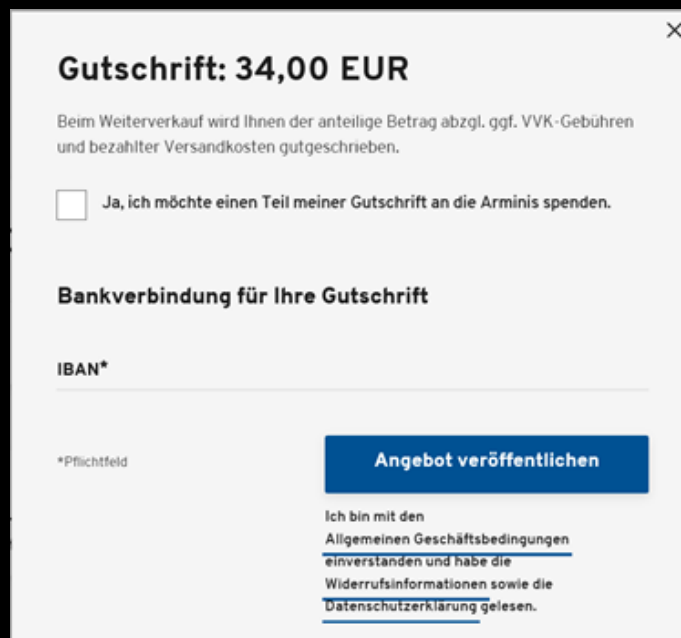 Gutschrift: 34,00 EUR
Beim Weiterverkauf wird Ihnen der anteilige Betrag abzgl. ggf. VVK-Gebühren
und bezahlter Versandkosten gutgeschrieben.
Ja, ich möchte einen Teil meiner Gutschrift an die Arminis spenden.
Bankverbindung für Ihre Gutschrift
IBAN*
*Pflichtfeld
Angebot veröffentlichen
Ich bin mit den
Allgemeinen Geschäftsbedingungen
einverstanden und habe die
Widerrufsinformationen sowie die
Datenschutzerklärung gelesen.